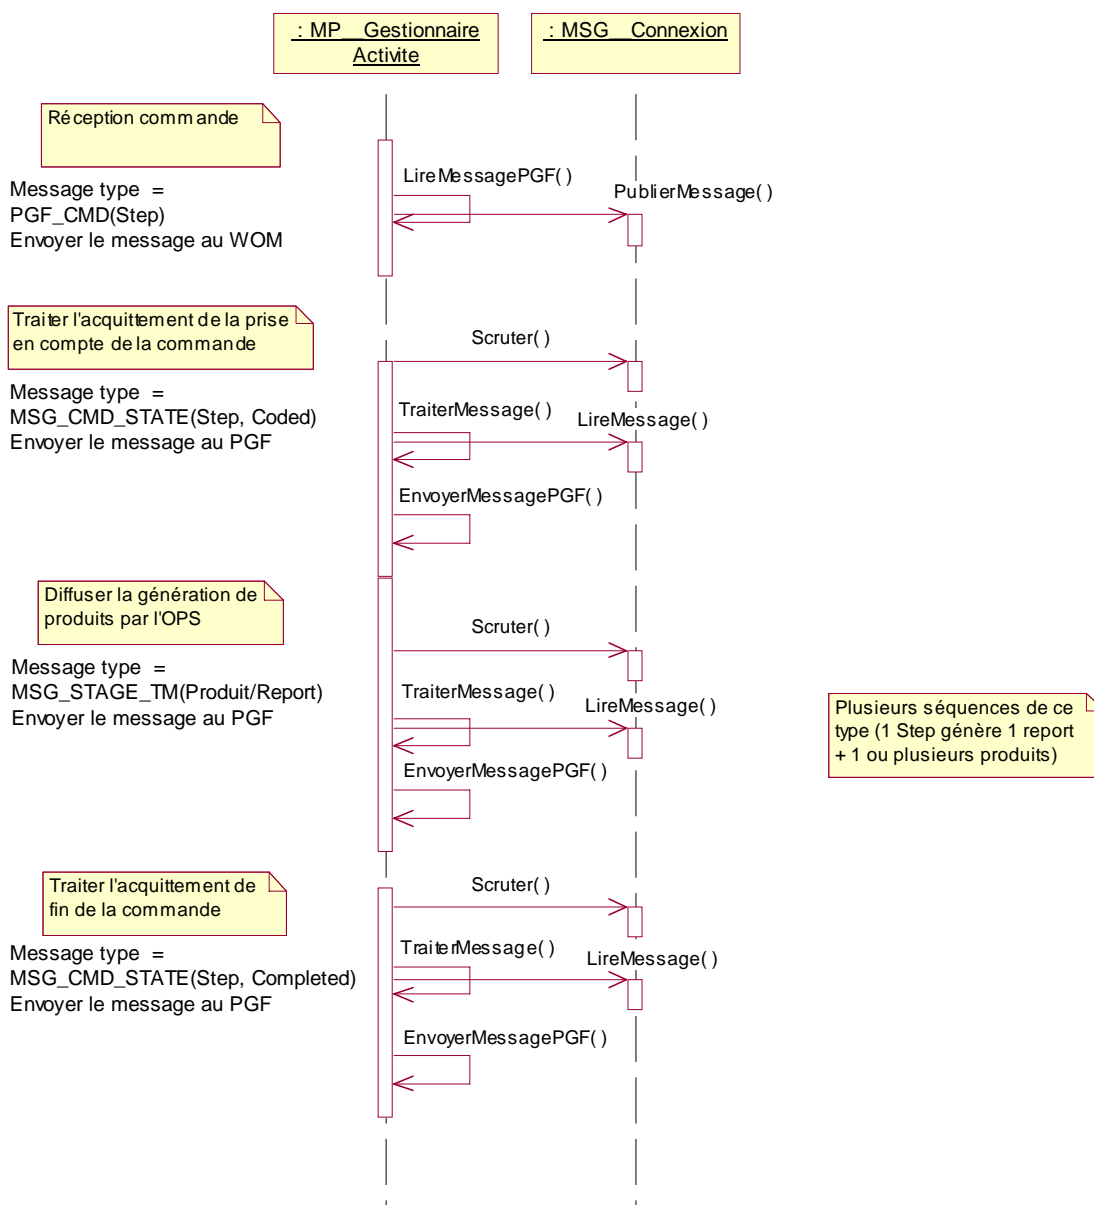 : MP__Gestionnaire
Activite
: MSG__Connexion
Réception commande
Message type =
PGF_CMD(Step)
Envoyer le message au WOM
LireMessagePGF( )
PublierMessage( )
Traiter l'acquittement de la prise
en compte de la commande
Message type =
MSG_CMD_STATE(Step, Coded)
Envoyer le message au PGF
Scruter( )
TraiterMessage( )
LireMessage( )
EnvoyerMessagePGF( )
Diffuser la génération de
produits par l'OPS
Message type =
MSG_STAGE_TM(Produit/Report)
Envoyer le message au PGF
Scruter( )
TraiterMessage( )
LireMessage( )
EnvoyerMessagePGF( )
Plusieurs séquences de ce
type (1 Step génère 1 report
+ 1 ou plusieurs produits)
Traiter l'acquittement de
fin de la commande
Message type =
MSG_CMD_STATE(Step, Completed)
Envoyer le message au PGF
Scruter( )
TraiterMessage( )
LireMessage( )
EnvoyerMessagePGF( )